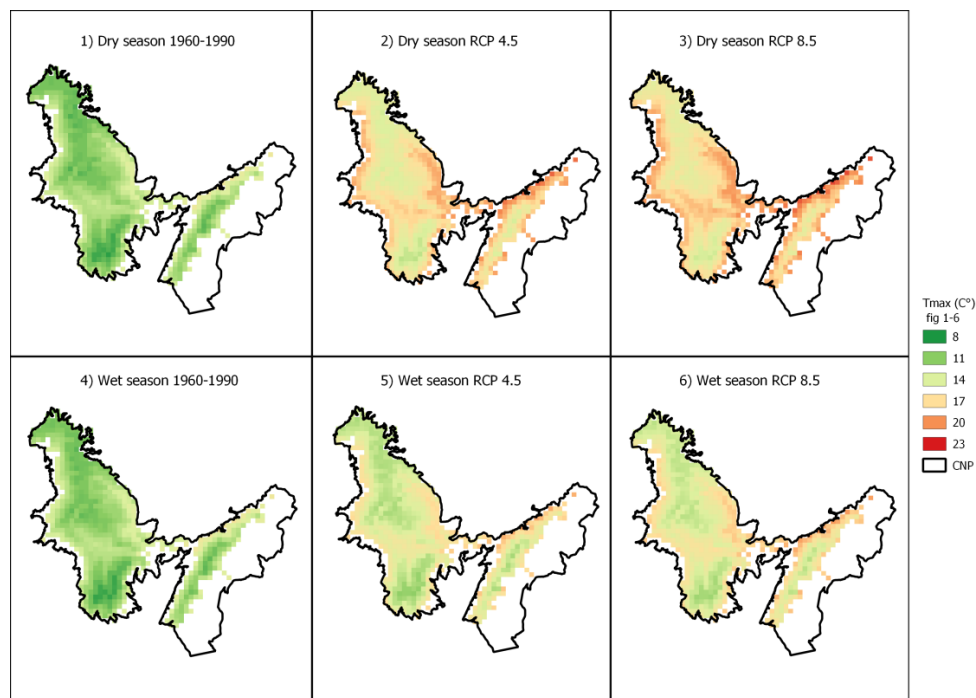 1) Dry season 1960-1990
2) Dry season RCP 4.5
3) Dry season RCP 8.5
4) Wet season 1960-1990
5) Wet season RCP 4.5
6) Wet season RCP 8.5
Tmax (C°)
fig 1-6
8
11
14
17
20
23
CNP